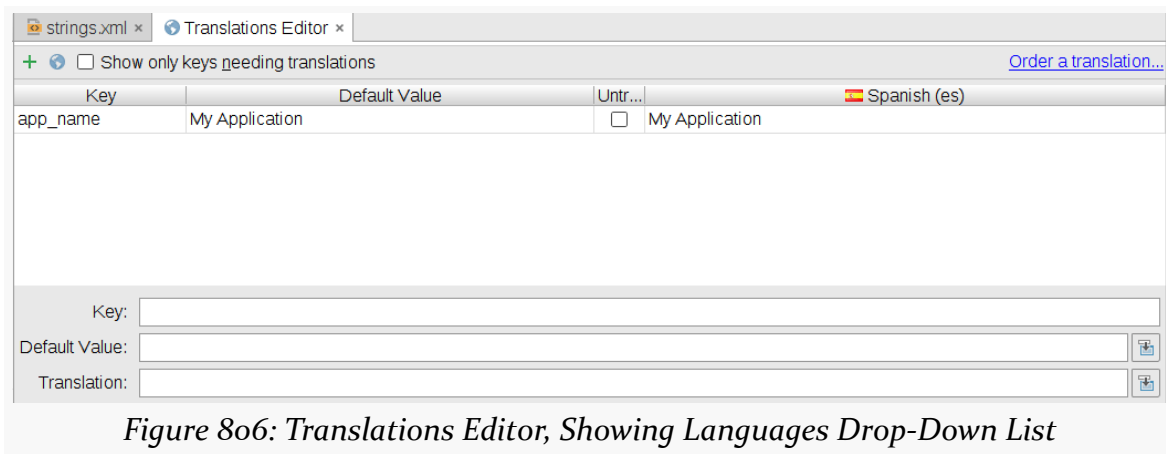 strings.xml × Translations Editor ×
Show only keys needing translations Order a translation...
Key Default Value Untr... Spanish (es)
app_name My Application My Application
Key:
Default Value:
Translation:
Figure 806: Translations Editor, Showing Languages Drop-Down List